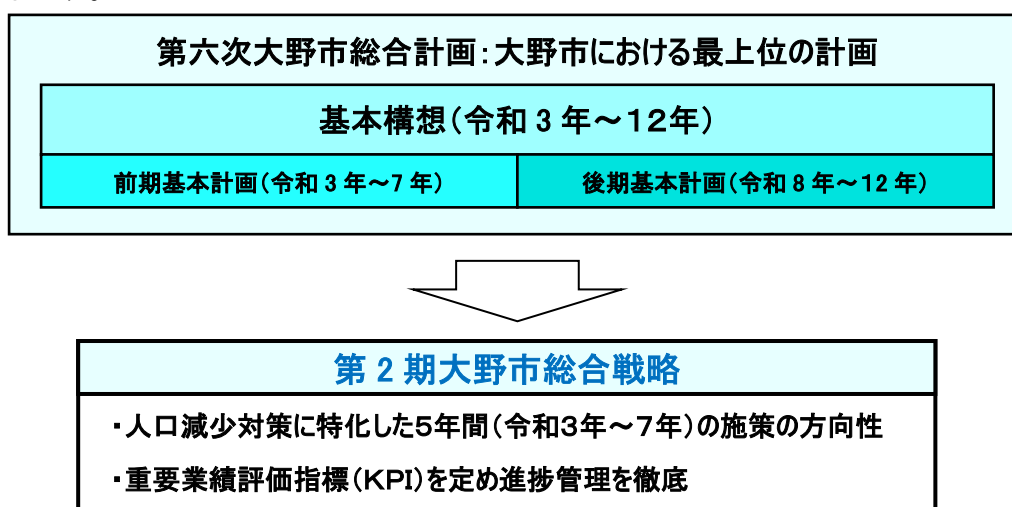 第六次大野市総合計画：大野市における最上位の計画
基本構想（令和３年～１２年）
前期基本計画（令和３年～７年）
後期基本計画（令和８年～１２年）
第２期大野市総合戦略
・人口減少対策に特化した５年間（令和３年～７年）の施策の方向性
・重要業績評価指標（ＫＰＩ）を定め進捗管理を徹底